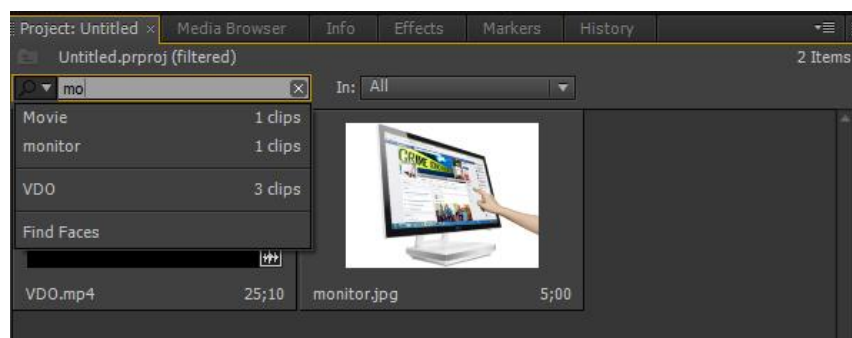 Project: Untitled × Media Browser Info Effects Markers History
Untitled.prproj (filtered) 2 Items
mo In: All
Movie 1 clips
monitor 1 clips
VDO 3 clips
Find Faces
VDO.mp4 25;10 monitor.jpg 5;00